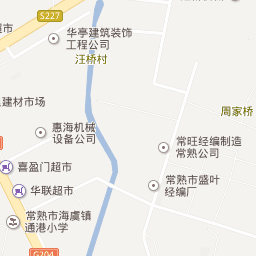 超市
S227
华亭建筑装饰
工程公司
汪桥村
建材市场
周家桥
惠海机械
设备公司
常旺经编制造
常熟公司
喜盈门超市
华联超市
常熟市盛叶
经编厂
常熟市海虞镇
通港小学
G204